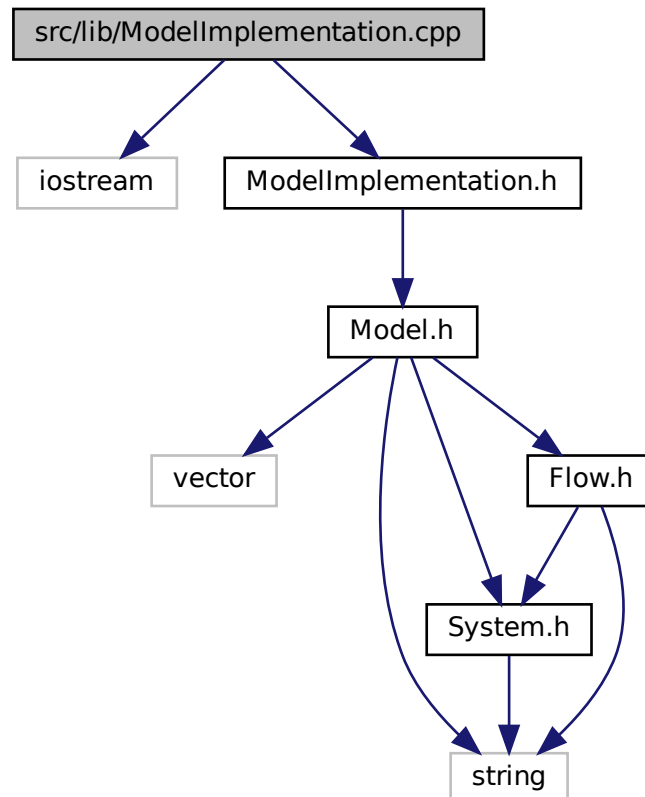 src/lib/ModelImplementation.cpp
iostream
ModelImplementation.h
Model.h
vector
Flow.h
System.h
string